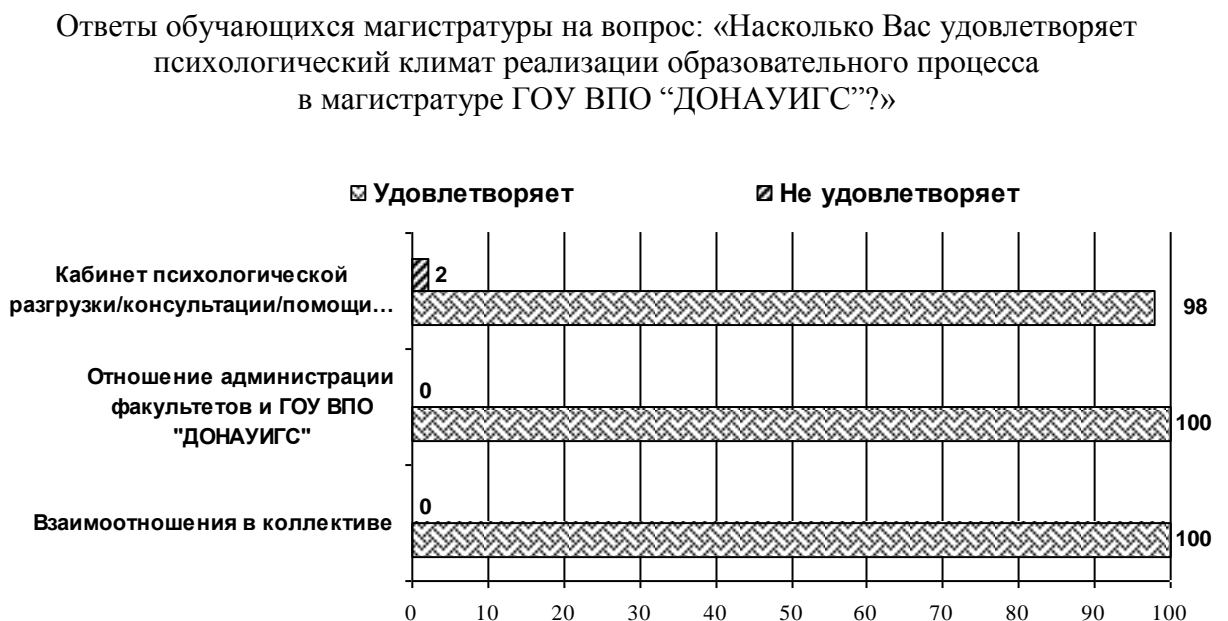 Ответы обучающихся магистратуры на вопрос: «Насколько Вас удовлетворяет
психологический климат реализации образовательного процесса
в магистратуре ГОУ ВПО “ДОНАУИГС”?»
Удовлетворяет
Не удовлетворяет
Кабинет психологической
разгрузки/консультации/помощи…
2
98
Отношение администрации
факультетов и ГОУ ВПО
"ДОНАУИГС"
0
100
Взаимоотношения в коллективе
0
100
0 10 20 30 40 50 60 70 80 90 100